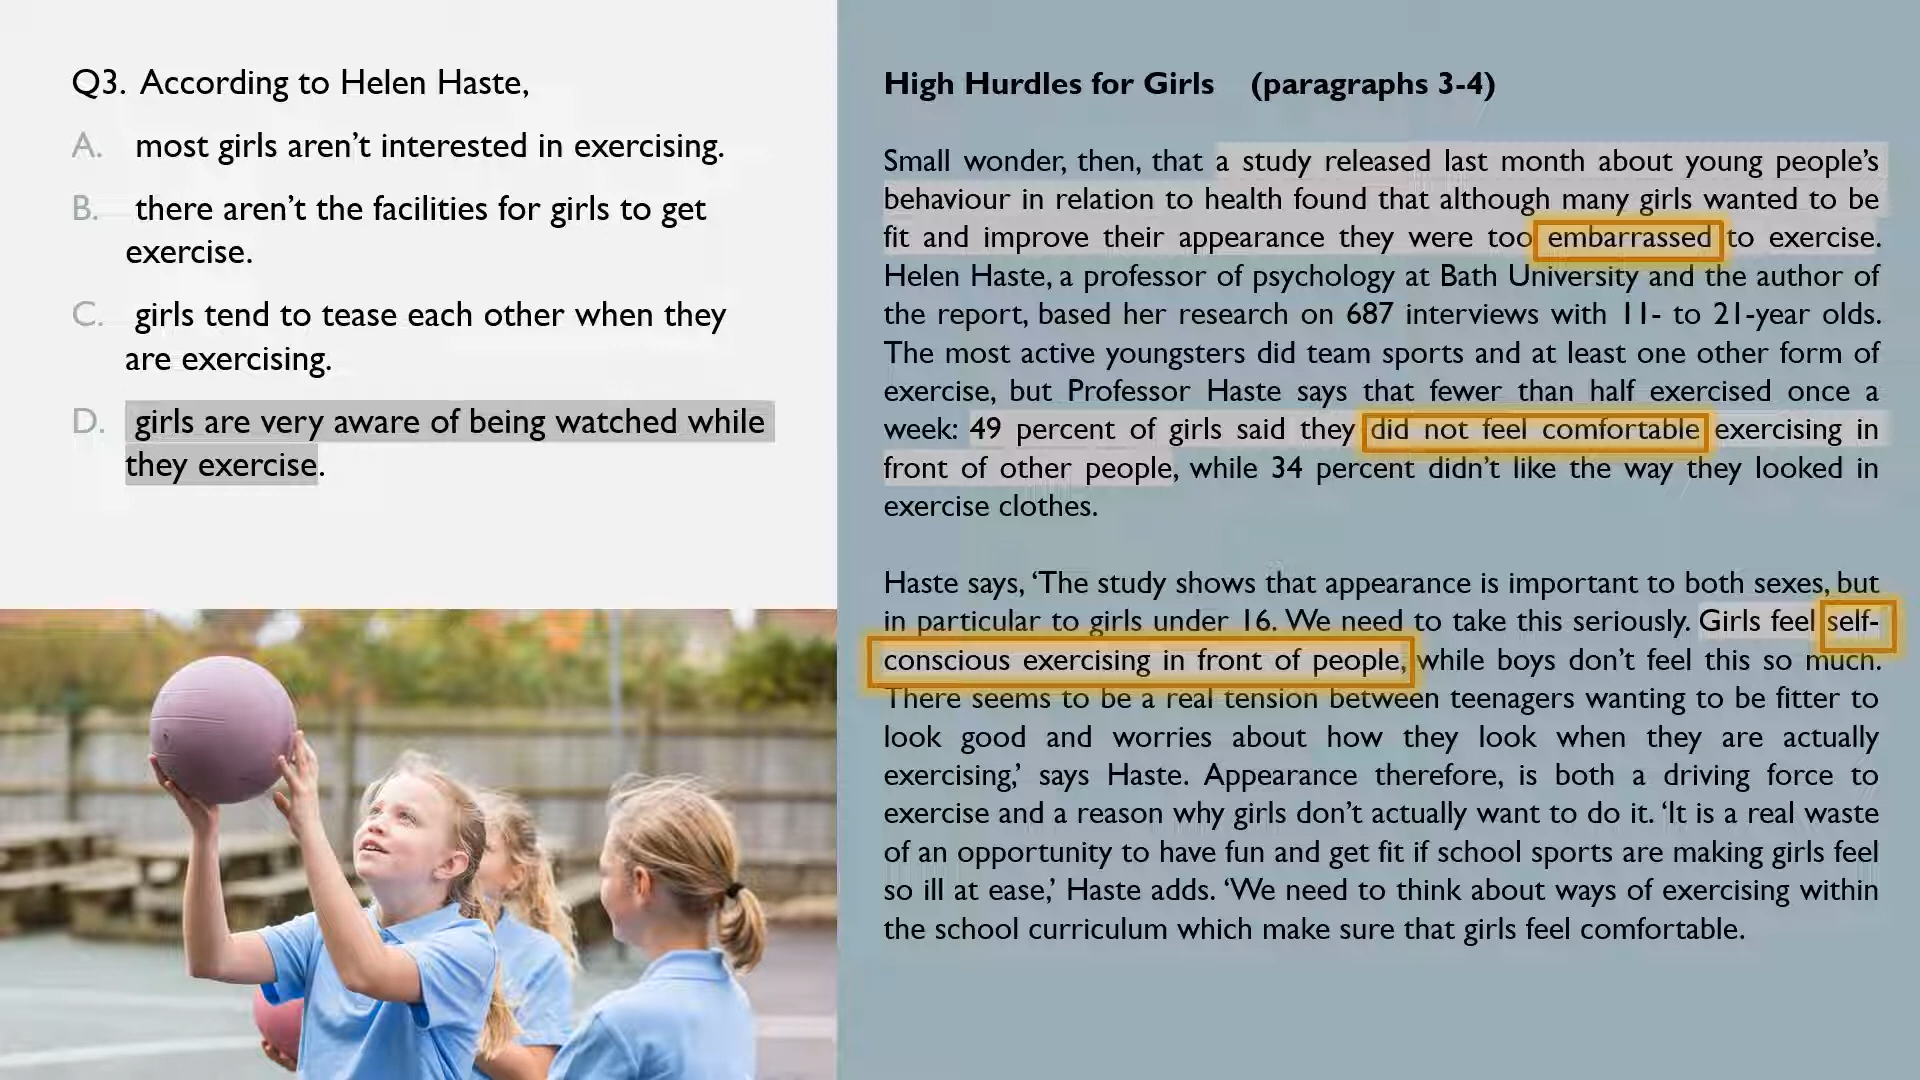 Q3. According to Helen Haste,
A. most girls aren't interested in exercising.
B. there aren't the facilities for girls to get
exercise.
C. girls tend to tease each other when they
are exercising.
D. girls are very aware of being watched while
they exercise.
High Hurdles for Girls (paragraphs 3-4)
Small wonder, then, that a study released last month about young people's
behaviour in relation to health found that although many girls wanted to be
fit and improve their appearance they were too embarrassed to exercise.
Helen Haste, a professor of psychology at Bath University and the author of
the report, based her research on 687 interviews with 11- to 21-year olds.
The most active youngsters did team sports and at least one other form of
exercise, but Professor Haste says that fewer than half exercised once a
week: 49 percent of girls said they did not feel comfortable exercising in
front of other people, while 34 percent didn't like the way they looked in
exercise clothes.
Haste says, ‘The study shows that appearance is important to both sexes, but
in particular to girls under 16. We need to take this seriously. Girls feel self-
conscious exercising in front of people, while boys don't feel this so much.
There seems to be a real tension between teenagers wanting to be fitter to
look good and worries about how they look when they are actually
exercising,’ says Haste. Appearance therefore, is both a driving force to
exercise and a reason why girls don't actually want to do it. ‘It is a real waste
of an opportunity to have fun and get fit if school sports are making girls feel
so ill at ease,’ Haste adds. ‘We need to think about ways of exercising within
the school curriculum which make sure that girls feel comfortable.